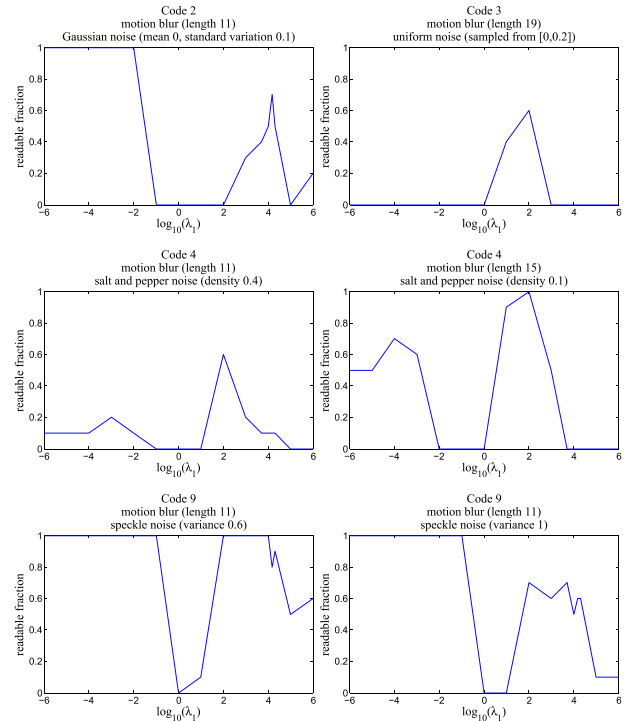 Code 2
motion blur (length 11)
Gaussian noise (mean 0, standard variation 0.1)
1
0.8
0.6
0.4
0.2
0
readable fraction
−6 −4 −2 0 2 4 6
log10(λ1)
Code 3
motion blur (length 19)
uniform noise (sampled from [0,0.2])
1
0.8
0.6
0.4
0.2
0
readable fraction
−6 −4 −2 0 2 4 6
log10(λ1)
Code 4
motion blur (length 11)
salt and pepper noise (density 0.4)
1
0.8
0.6
0.4
0.2
0
readable fraction
−6 −4 −2 0 2 4 6
log10(λ1)
Code 4
motion blur (length 15)
salt and pepper noise (density 0.1)
1
0.8
0.6
0.4
0.2
0
readable fraction
−6 −4 −2 0 2 4 6
log10(λ1)
Code 9
motion blur (length 11)
speckle noise (variance 0.6)
1
0.8
0.6
0.4
0.2
0
readable fraction
−6 −4 −2 0 2 4 6
log10(λ1)
Code 9
motion blur (length 11)
speckle noise (variance 1)
1
0.8
0.6
0.4
0.2
0
readable fraction
−6 −4 −2 0 2 4 6
log10(λ1)